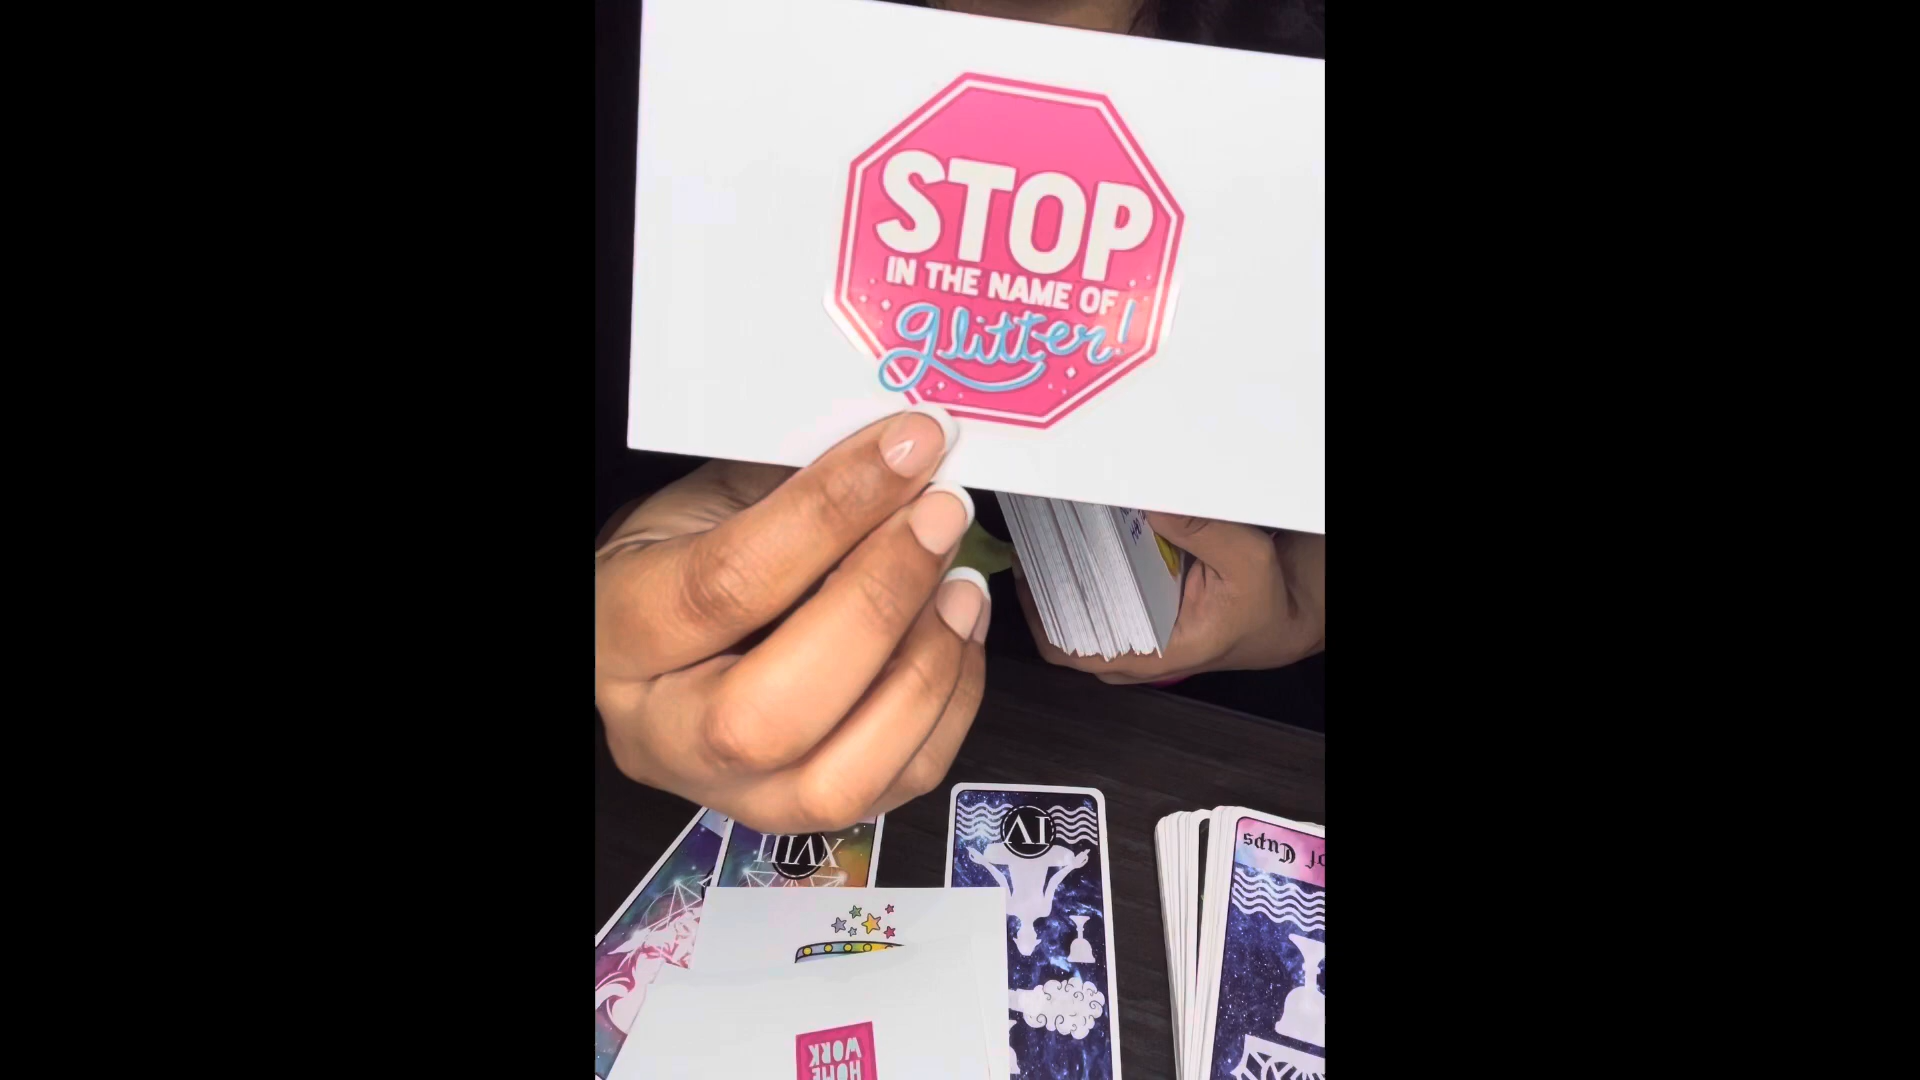 STOP
IN THE NAME OF
glitter!
XVIII
IV
of Cups
HOME
WORK